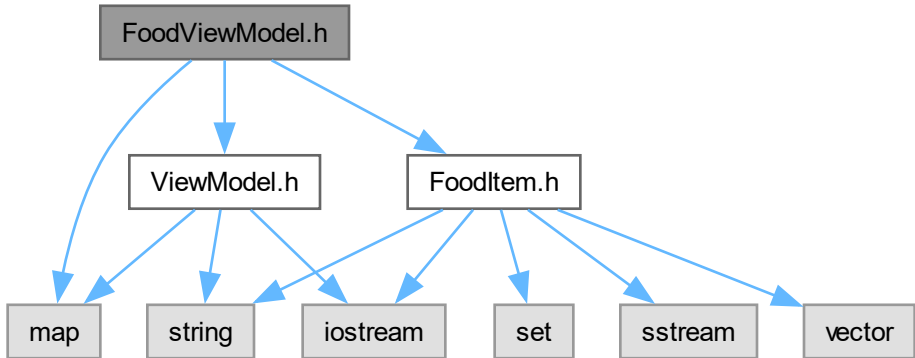 FoodViewModel.h
ViewModel.h
FoodItem.h
map
string
iostream
set
sstream
vector